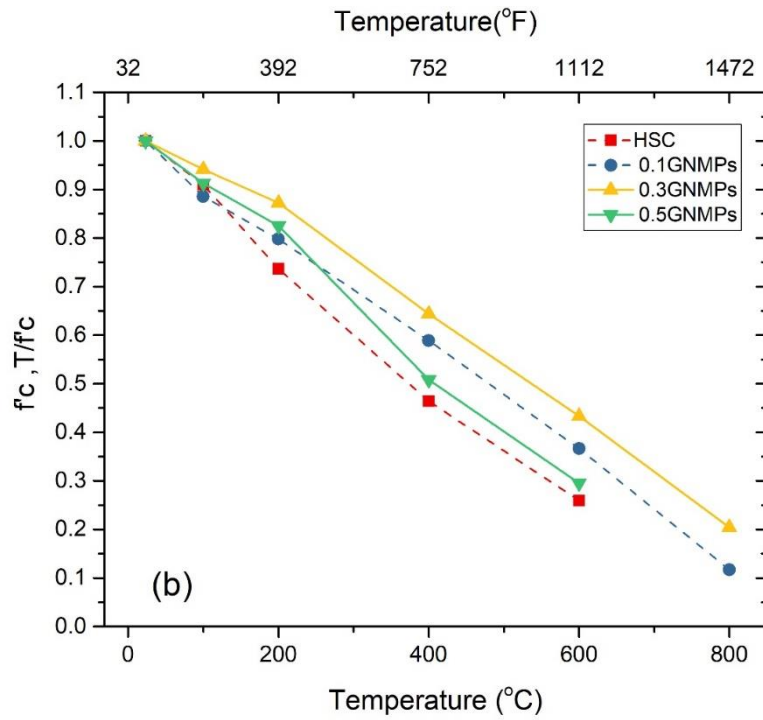 Temperature(°F)
32 392 752 1112 1472
1.1
1.0
0.9
0.8
0.7
0.6
0.5
0.4
0.3
0.2
0.1
0.0
f'c ,T/f'c
HSC
0.1GNMPs
0.3GNMPs
0.5GNMPs
(b)
0 200 400 600 800
Temperature (°C)